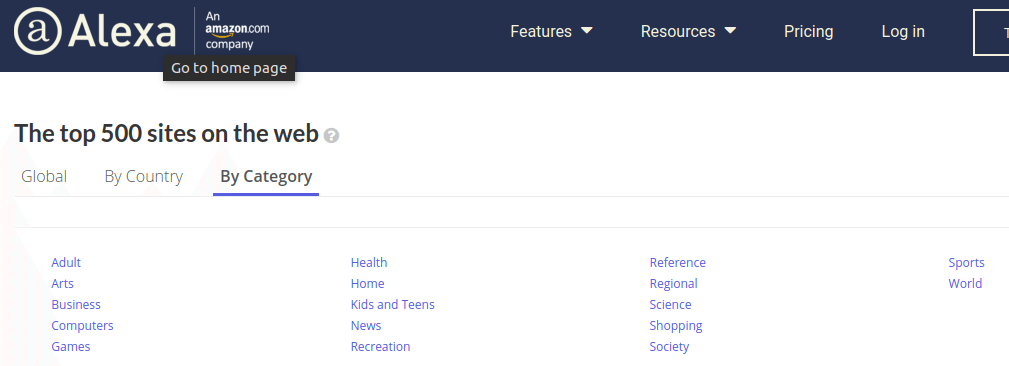 a Alexa An amazon.com company
Features Resources Pricing Log in
Go to home page
The top 500 sites on the web ?
Global By Country By Category
Adult Health Reference Sports
Arts Home Regional World
Business Kids and Teens Science
Computers News Shopping
Games Recreation Society